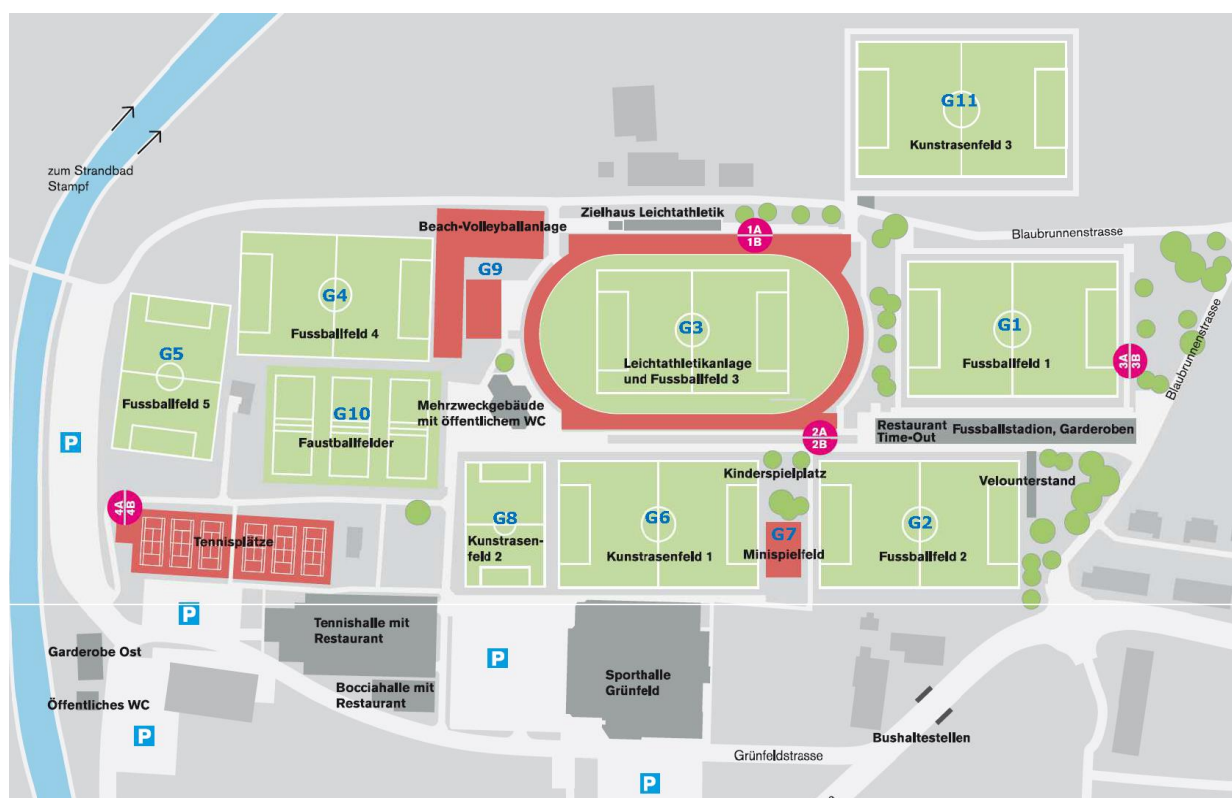 G11
Kunstrasenfeld 3
zum Strandbad
Stampf
Zielhaus Leichtathletik
Beach-Volleyballanlage
1A
1B
Blaubrunnenstrasse
G9
G4
Fussballfeld 4
G3
Leichtathletikanlage
und Fussballfeld 3
G1
Fussballfeld 1
3A
3B
Blaubrunnenstrasse
G5
Fussballfeld 5
G10
Faustballfelder
Mehrzweckgebäude
mit öffentlichem WC
2A
2B
Restaurant
Time-Out
Fussballstadion, Garderoben
P
Kinderspielplatz
Velounterstand
4A
4B
Tennisplätze
G8
Kunstrasen-
feld 2
G6
Kunstrasenfeld 1
G7
Minispielfeld
G2
Fussballfeld 2
P
Tennishalle mit
Restaurant
Garderobe Ost
P
Sporthalle
Grünfeld
Bocciahalle mit
Restaurant
Öffentliches WC
P
Bushaltestellen
Grünfeldstrasse
P